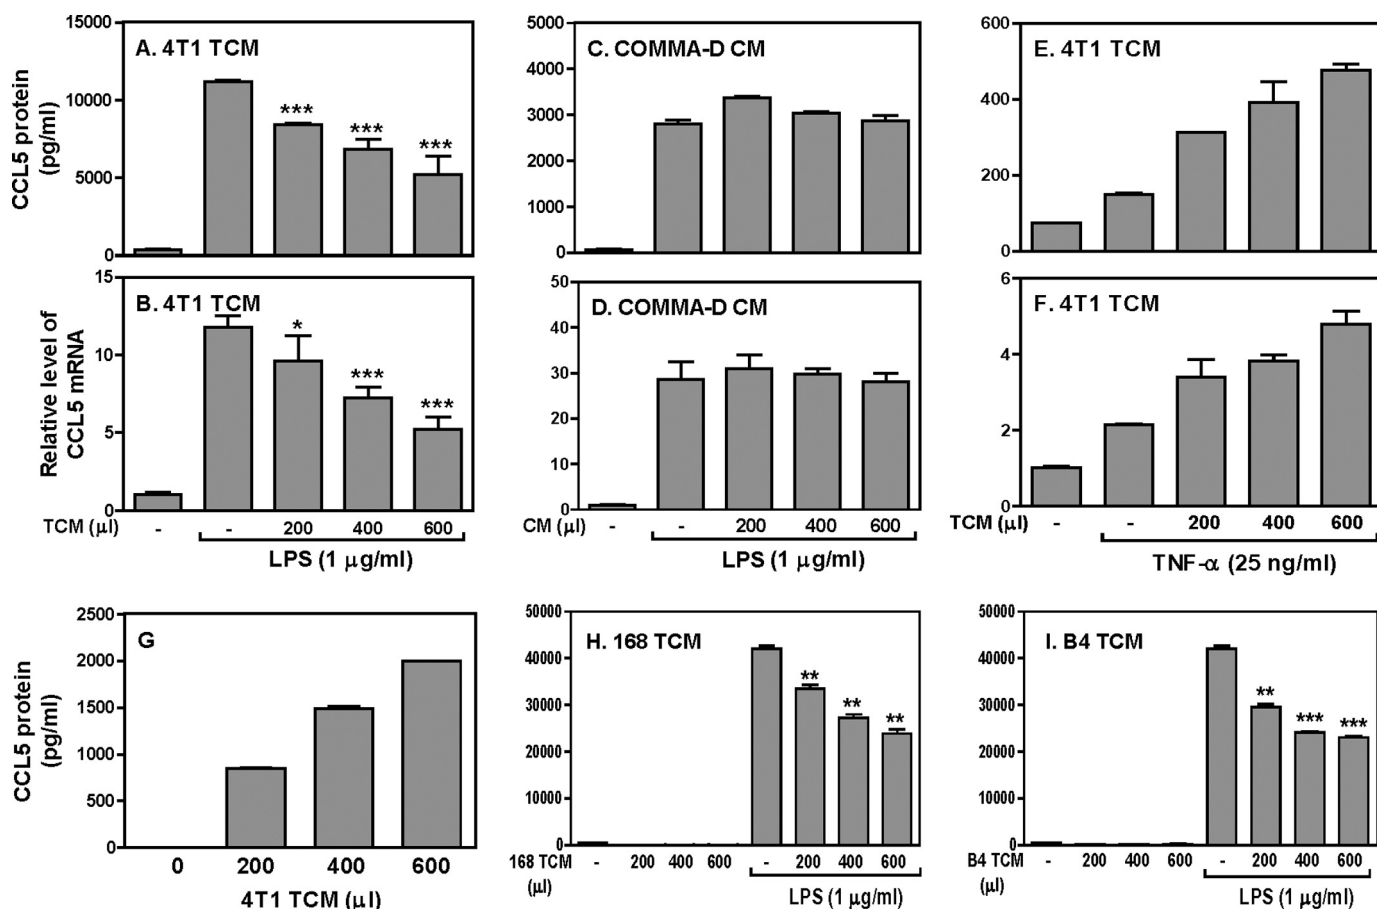 A. 4T1 TCM
CCL5 protein
(pg/ml)
15000
10000
5000
0
***
***
***
B. 4T1 TCM
Relative level of
CCL5 mRNA
15
10
5
0
*
***
***
TCM (µl)
- - 200 400 600
LPS (1 µg/ml)
C. COMMA-D CM
5000
4000
3000
2000
1000
0
D. COMMA-D CM
50
40
30
20
10
0
CM (µl)
- - 200 400 600
LPS (1 µg/ml)
E. 4T1 TCM
600
400
200
0
F. 4T1 TCM
6
4
2
0
TCM (µl)
- - 200 400 600
TNF-α (25 ng/ml)
G
CCL5 protein
(pg/ml)
2500
2000
1500
1000
500
0
0 200 400 600
4T1 TCM (µl)
H. 168 TCM
50000
40000
30000
20000
10000
0
**
**
**
168 TCM
(µl)
- 200 400 600 - 200 400 600
LPS (1 µg/ml)
I. B4 TCM
50000
40000
30000
20000
10000
0
**
***
***
B4 TCM
(µl)
- 200 400 600 - 200 400 600
LPS (1 µg/ml)